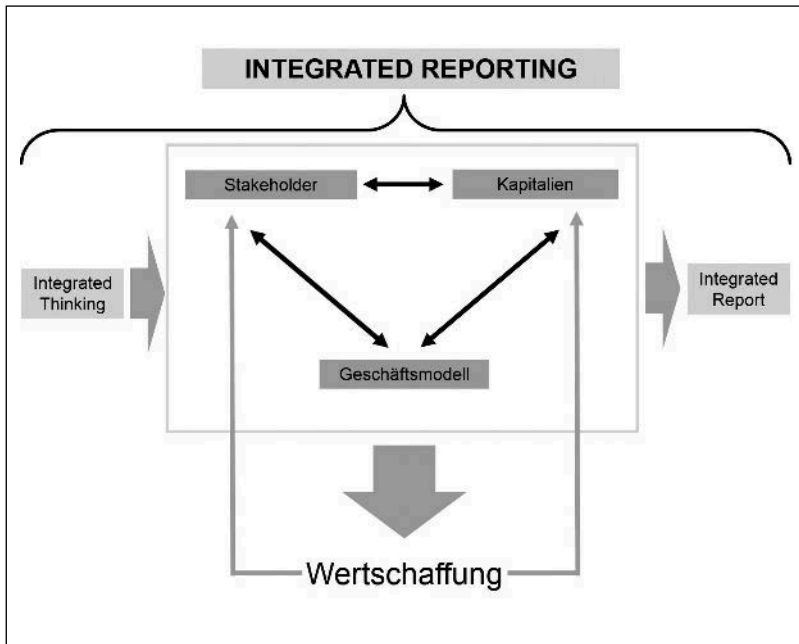 INTEGRATED REPORTING
Stakeholder
Kapitalien
Integrated
Thinking
Integrated
Report
Geschäftsmodell
Wertschaffung